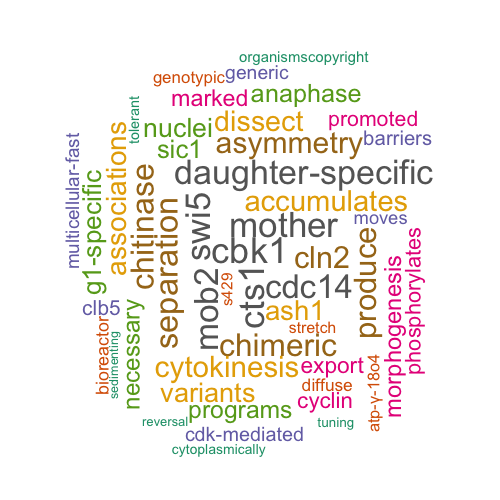 organismscopyright
genotypic
generic
marked
anaphase
tolerant
nuclei
dissect
promoted
sic1
asymmetry
barriers
multicellular-fast
associations
chitinase
daughter-specific
g1-specific
separation
swi5
accumulates
mother
moves
cbk1
cln2
produce
phosphorylates
morphogenesis
mob2
s429
cts1
cdc14
clb5
necessary
ash1
bioreactor
sedimenting
stretch
chimeric
cytokinesis
export
atp-γ-18o4
diffuse
variants
cyclin
programs
reversal
tuning
cdk-mediated
cytoplasmically